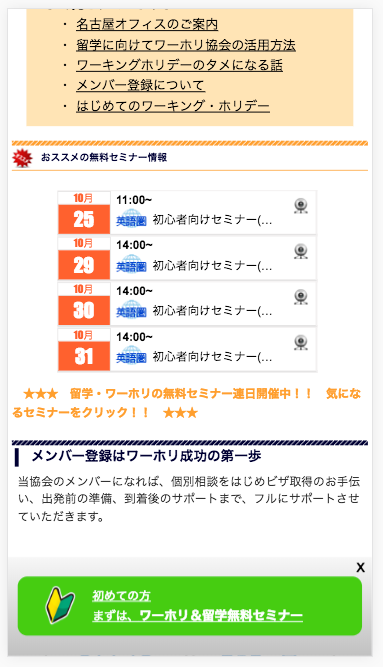 ・ 名古屋オフィスのご案内
・ 留学に向けてワーホリ協会の活用方法
・ ワーキングホリデーのタメになる話
・ メンバー登録について
・ はじめてのワーキング・ホリデー
おススメの無料セミナー情報
10月
25
11:00~
英語圏 初心者向けセミナー(...
10月
29
14:00~
英語圏 初心者向けセミナー(...
10月
30
14:00~
英語圏 初心者向けセミナー(...
10月
31
14:00~
英語圏 初心者向けセミナー(...
★★★ 留学・ワーホリの無料セミナー連日開催中！！ 気にな
るセミナーをクリック！！ ★★★
メンバー登録はワーホリ成功の第一歩
当協会のメンバーになれば、個別相談をはじめビザ取得のお手伝
い、出発前の準備、到着後のサポートまで、フルにサポートさせ
ていただきます。
X
初めての方
まずは、ワーホリ＆留学無料セミナー